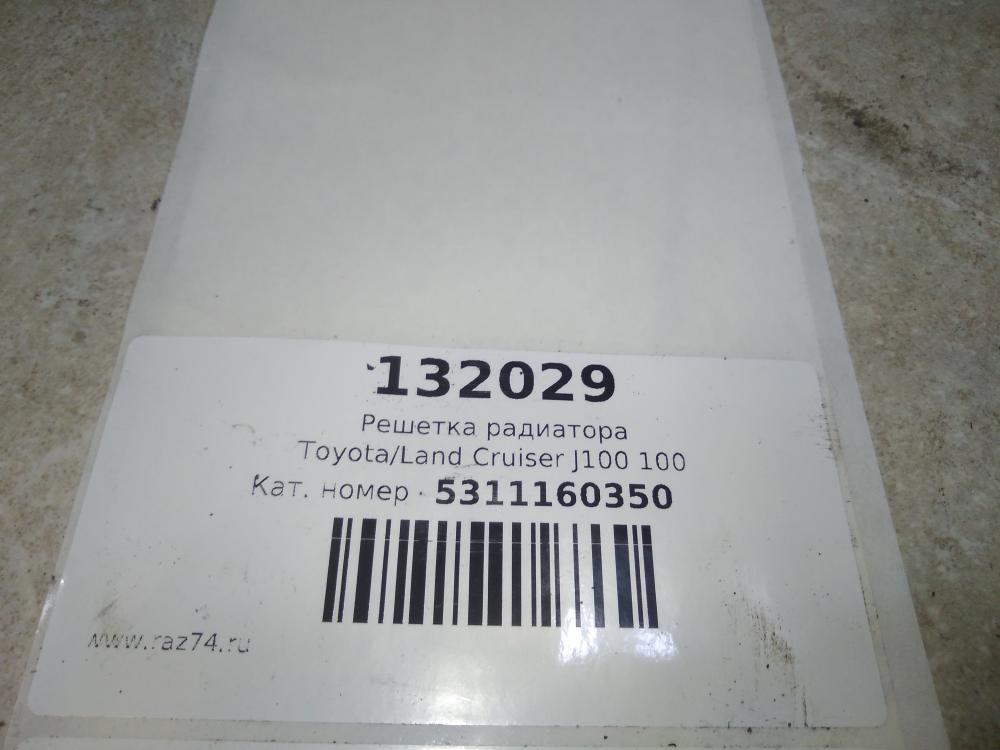 132029
Решетка радиатора
Toyota/Land Cruiser J100 100
Кат. номер · 5311160350
www.raz74.ru